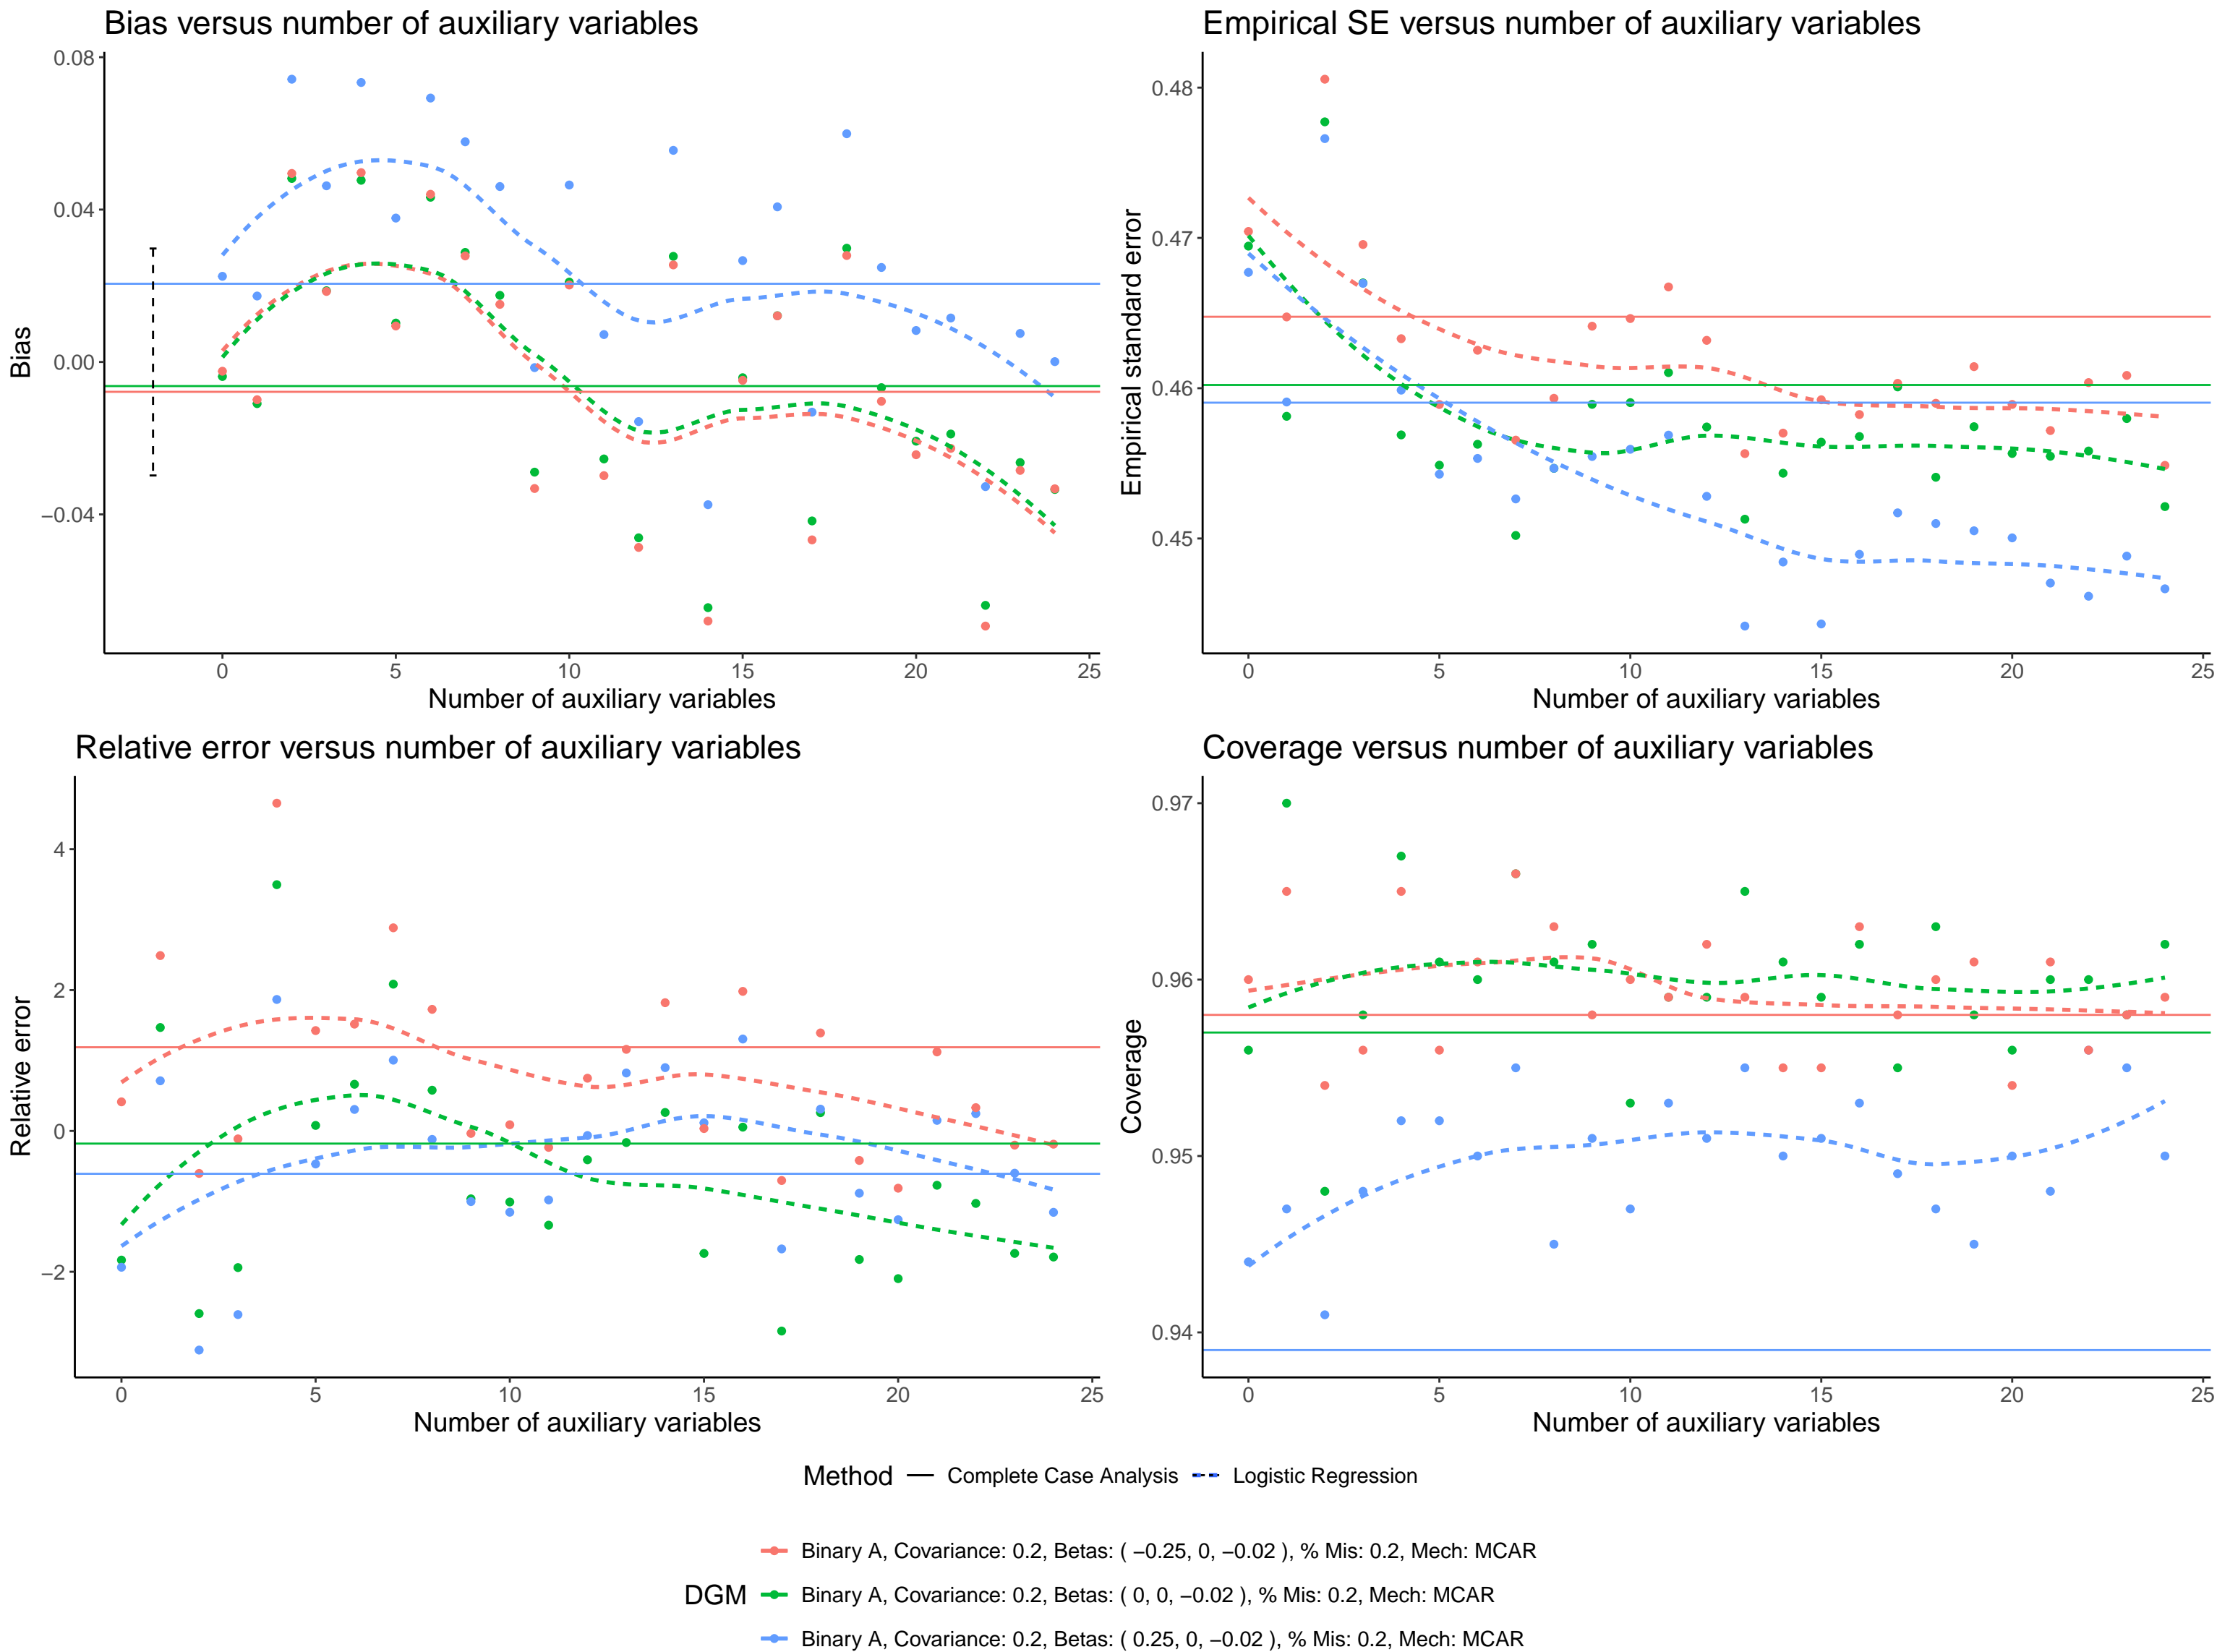 Bias versus number of auxiliary variables
0.08
0.04
0.00
−0.04
Bias
0 5 10 15 20 25
Number of auxiliary variables
Empirical SE versus number of auxiliary variables
0.48
0.47
0.46
0.45
Empirical standard error
0 5 10 15 20 25
Number of auxiliary variables
Relative error versus number of auxiliary variables
4
2
0
−2
Relative error
0 5 10 15 20 25
Number of auxiliary variables
Coverage versus number of auxiliary variables
0.97
0.96
0.95
0.94
Coverage
0 5 10 15 20 25
Number of auxiliary variables
Method Complete Case Analysis Logistic Regression
DGM
Binary A, Covariance: 0.2, Betas: ( −0.25, 0, −0.02 ), % Mis: 0.2, Mech: MCAR
Binary A, Covariance: 0.2, Betas: ( 0, 0, −0.02 ), % Mis: 0.2, Mech: MCAR
Binary A, Covariance: 0.2, Betas: ( 0.25, 0, −0.02 ), % Mis: 0.2, Mech: MCAR